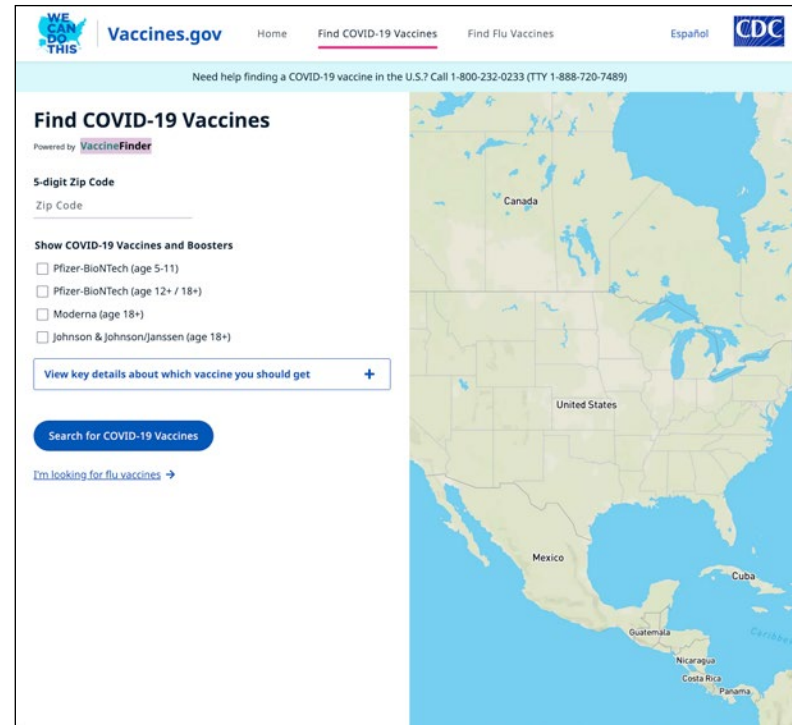 WE
CAN
DO
THIS
Vaccines.gov
Home
Find COVID-19 Vaccines
Find Flu Vaccines
Español
CDC
Need help finding a COVID-19 vaccine in the U.S.? Call 1-800-232-0233 (TTY 1-888-720-7489)
Find COVID-19 Vaccines
Powered by VaccineFinder
5-digit Zip Code
Zip Code
Show COVID-19 Vaccines and Boosters
Pfizer-BioNTech (age 5-11)
Pfizer-BioNTech (age 12+ / 18+)
Moderna (age 18+)
Johnson & Johnson/Janssen (age 18+)
View key details about which vaccine you should get +
Search for COVID-19 Vaccines
I'm looking for flu vaccines →
Canada
United States
Mexico
Cuba
Guatemala
Nicaragua
Costa Rica
Panama